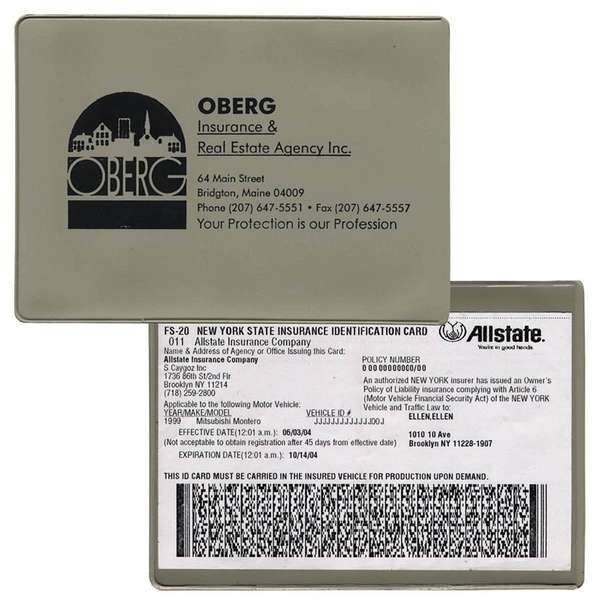 OBERG
OBERG
Insurance &
Real Estate Agency Inc.
64 Main Street
Bridgton, Maine 04009
Phone (207) 647-5551 • Fax (207) 647-5557
Your Protection is our Profession
FS-20 NEW YORK STATE INSURANCE IDENTIFICATION CARD
Allstate.
You're in good hands.
011 Allstate Insurance Company
Name & Address of Agency or Office Issuing this Card:
Allstate Insurance Company
S Caygoz Inc
1736 86th St/2nd Flr
Brooklyn NY 11214
(718) 259-2800
POLICY NUMBER
0 00 000000/00
An authorized NEW YORK insurer has issued an Owner's
Policy of Liability insurance complying with Article 6
(Motor Vehicle Financial Security Act) of the NEW YORK
Vehicle and Traffic Law to:
ELLEN,ELLEN
1010 10 Ave
Brooklyn NY 11228-1907
Applicable to the following Motor Vehicle:
YEAR/MAKE/MODEL VEHICLE ID #
1999 Mitsubishi Montero
EFFECTIVE DATE(12:01 a.m.): 06/03/04
(Not acceptable to obtain registration after 45 days from effective date)
EXPIRATION DATE(12:01 a.m.): 10/14/04
THIS ID CARD MUST BE CARRIED IN THE INSURED VEHICLE FOR PRODUCTION UPON DEMAND.